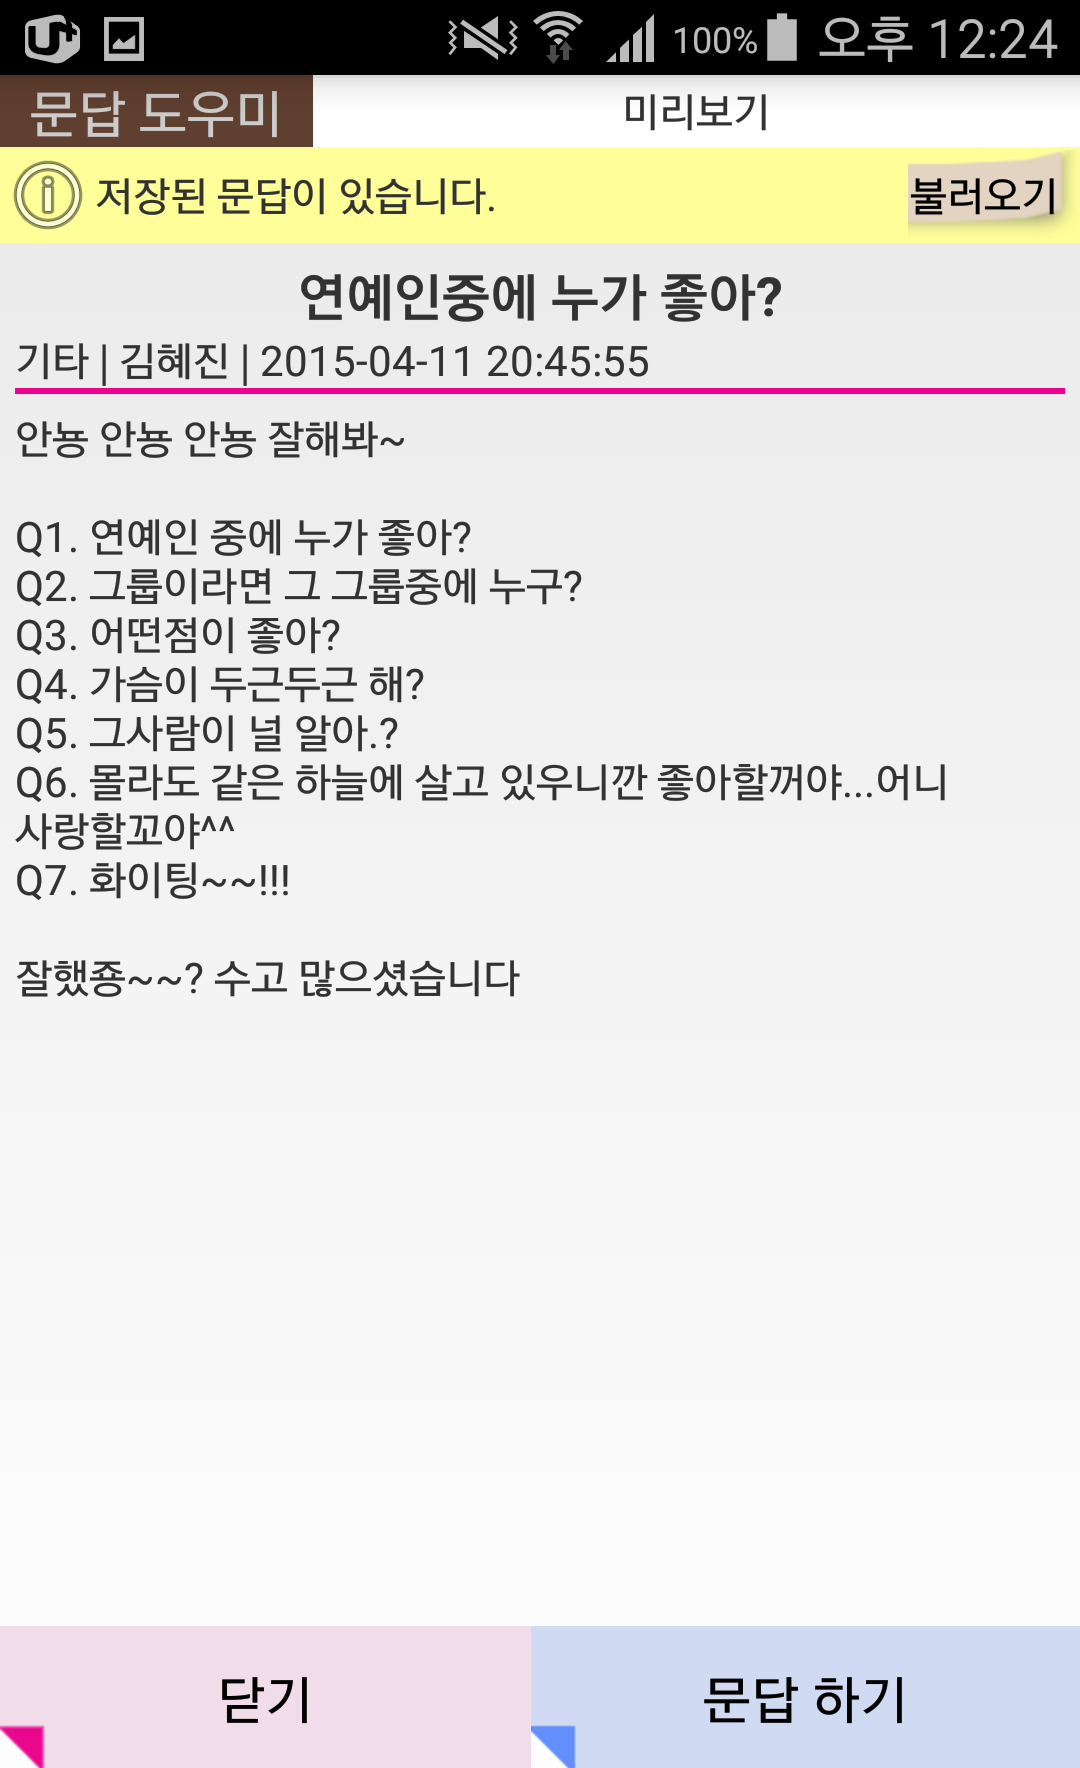 U+ 100% 오후 12:24
문답 도우미 미리보기
저장된 문답이 있습니다. 불러오기
연예인중에 누가 좋아?
기타 | 김혜진 | 2015-04-11 20:45:55
안뇽 안뇽 안뇽 잘해봐~
Q1. 연예인 중에 누가 좋아?
Q2. 그룹이라면 그 그룹중에 누구?
Q3. 어떤점이 좋아?
Q4. 가슴이 두근두근 해?
Q5. 그사람이 널 알아.?
Q6. 몰라도 같은 하늘에 살고 있우니깐 좋아할꺼야...어니
사랑할꼬야^^
Q7. 화이팅~~!!!
잘했죵~~? 수고 많으셨습니다
닫기 문답 하기